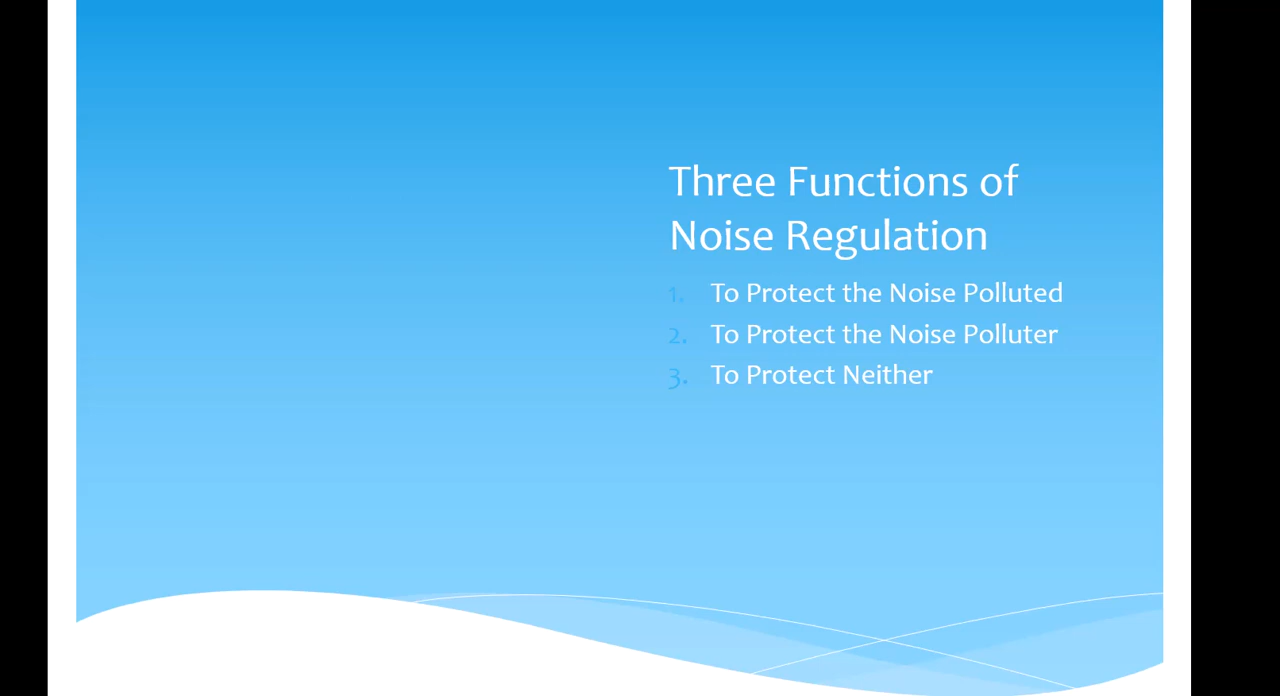 Three Functions of
Noise Regulation
1. To Protect the Noise Polluted
2. To Protect the Noise Polluter
3. To Protect Neither